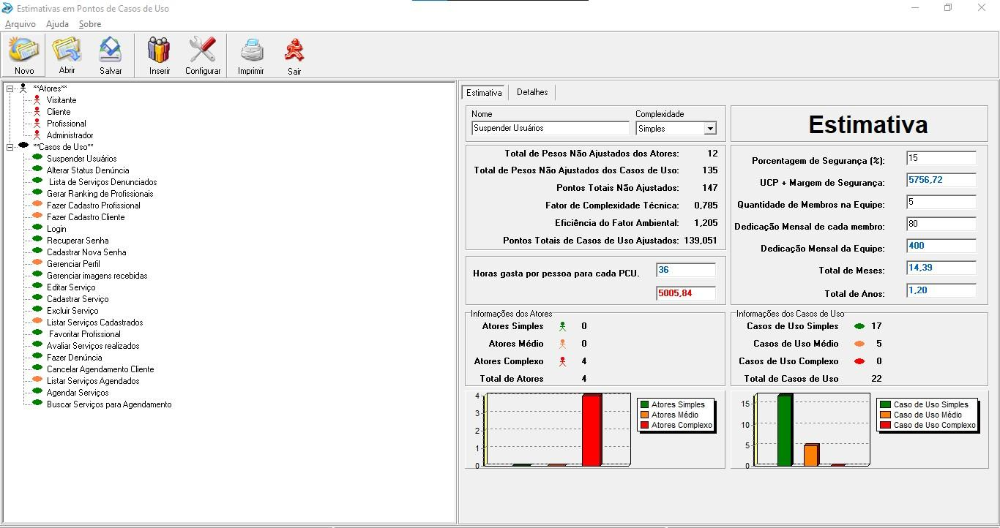 Estimativas em Pontos de Casos de Uso
Arquivo Ajuda Sobre
Novo Abrir Salvar Inserir Configurar Imprimir Sair
**Atores**
Visitante
Cliente
Profissional
Administrador
**Casos de Uso**
Suspender Usuários
Alterar Status Denúncia
Lista de Serviços Denunciados
Gerar Ranking de Profissionais
Fazer Cadastro Profissional
Fazer Cadastro Cliente
Login
Recuperar Senha
Cadastrar Nova Senha
Gerenciar Perfil
Gerenciar imagens recebidas
Editar Serviço
Cadastrar Serviço
Excluir Serviço
Listar Serviços Cadastrados
Favoritar Profissional
Avaliar Serviços realizados
Fazer Denúncia
Cancelar Agendamento Cliente
Listar Serviços Agendados
Agendar Serviços
Buscar Serviços para Agendamento
Estimativa Detalhes
Nome Complexidade
Suspender Usuários Simples
Total de Pesos Não Ajustados dos Atores: 12
Total de Pesos Não Ajustados dos Casos de Uso: 135
Pontos Totais Não Ajustados: 147
Fator de Complexidade Técnica: 0,785
Eficiência do Fator Ambiental: 1,205
Pontos Totais de Casos de Uso Ajustados: 139,051
Horas gasta por pessoa para cada PCU. 36
5005,84
Estimativa
Porcentagem de Segurança (%): 15
UCP + Margem de Segurança: 5756,72
Quantidade de Membros na Equipe: 5
Dedicação Mensal de cada membro: 80
Dedicação Mensal da Equipe: 400
Total de Meses: 14,39
Total de Anos: 1,20
Informações dos Atores
Atores Simples 0
Atores Médio 0
Atores Complexo 4
Total de Atores 4
Informações dos Casos de Uso
Casos de Uso Simples 17
Casos de Uso Médio 5
Casos de Uso Complexo 0
Total de Casos de Uso 22
4
3
2
1
0
Atores Simples
Atores Médio
Atores Complexo
15
10
5
0
Caso de Uso Simples
Caso de Uso Médio
Caso de Uso Complexo